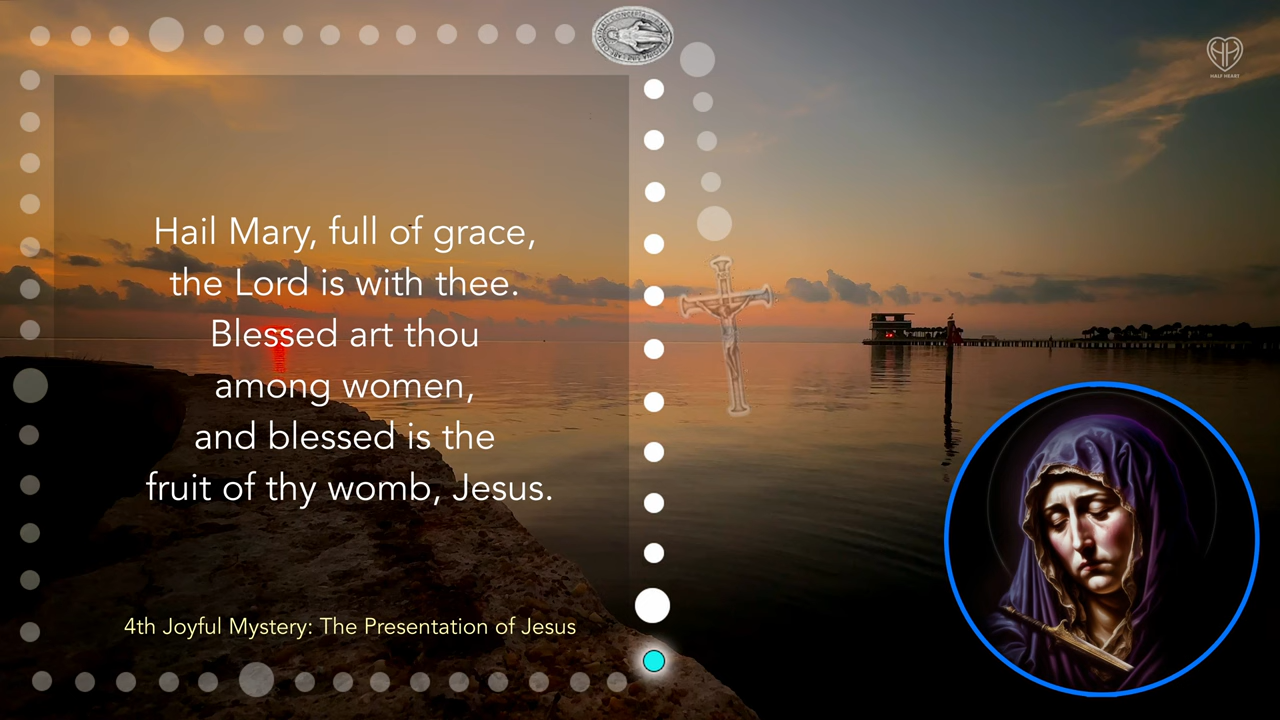 Hail Mary, full of grace,
the Lord is with thee.
Blessed art thou
among women,
and blessed is the
fruit of thy womb, Jesus.
4th Joyful Mystery: The Presentation of Jesus
HALF HEART